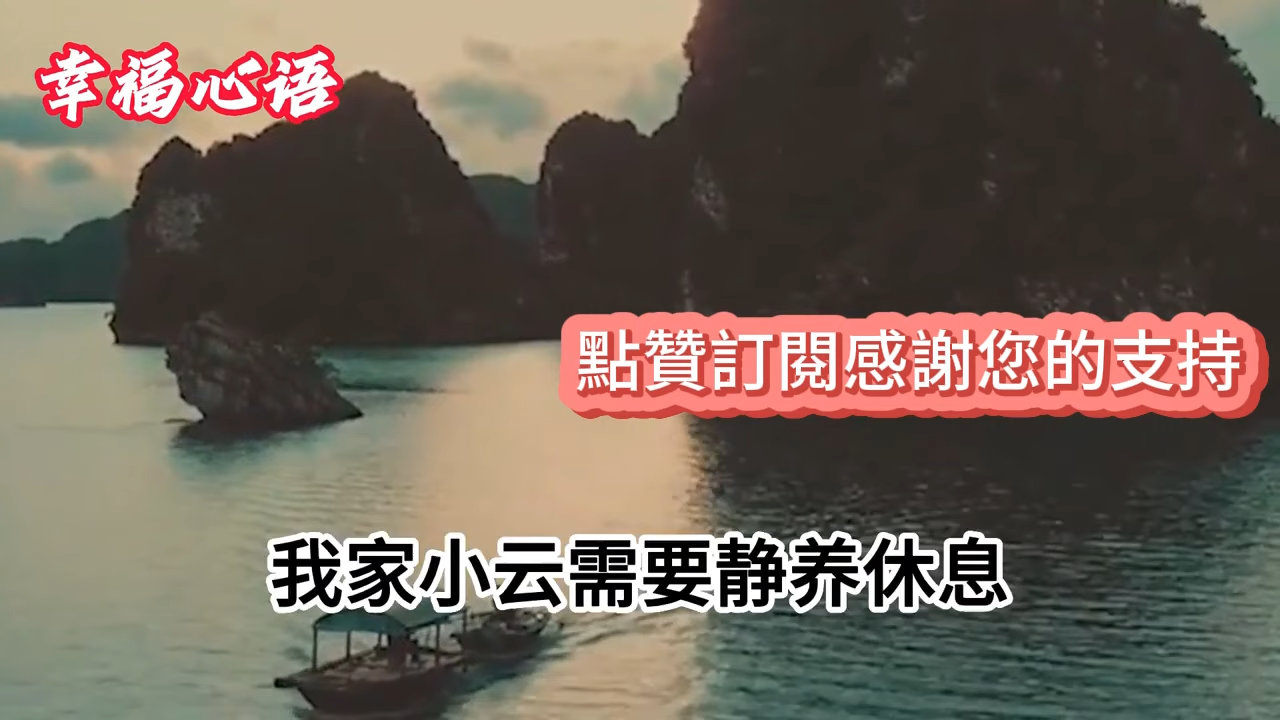 幸福心语
點贊訂閱感謝您的支持
我家小云需要静养休息